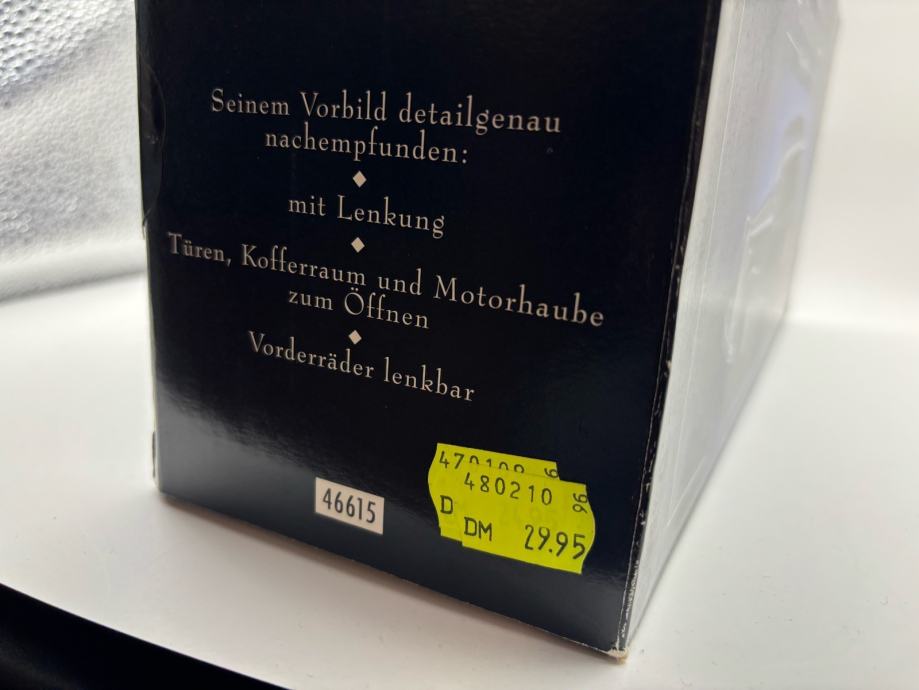 Seinem Vorbild detailgenau
nachempfunden:
mit Lenkung
Türen, Kofferraum und Motorhaube
zum Öffnen
Vorderräder lenkbar
46615
480210 96
D
DM 29.95